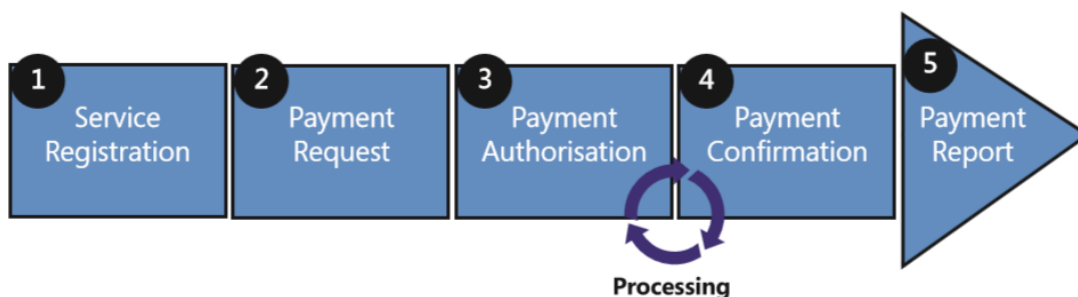 1
Service
Registration
2
Payment
Request
3
Payment
Authorisation
4
Payment
Confirmation
5
Payment
Report
Processing